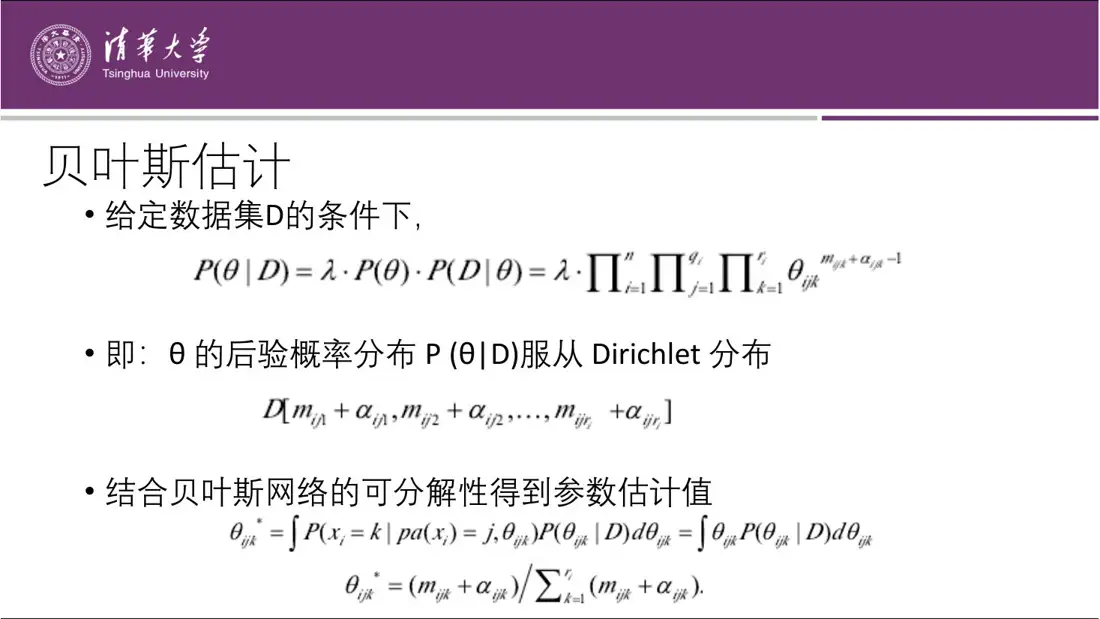 清华大学
Tsinghua University
贝叶斯估计
• 给定数据集D的条件下，
P(θ | D) = λ · P(θ) · P(D | θ) = λ · ∏_{i=1}^{n} ∏_{j=1}^{q_i} ∏_{k=1}^{r_i} θ_{ijk}^{m_{ijk}+α_{ijk}−1}
• 即：θ 的后验概率分布 P (θ|D)服从 Dirichlet 分布
D[m_{ij1} + α_{ij1}, m_{ij2} + α_{ij2}, …, m_{ijr_i} + α_{ijr_i}]
• 结合贝叶斯网络的可分解性得到参数估计值
θ_{ijk}^* = ∫ P(x_i = k | pa(x_i) = j, θ_{ijk}) P(θ_{ijk} | D) dθ_{ijk} = ∫ θ_{ijk} P(θ_{ijk} | D) dθ_{ijk}
θ_{ijk}^* = (m_{ijk} + α_{ijk}) / ∑_{k=1}^{r_i} (m_{ijk} + α_{ijk}).